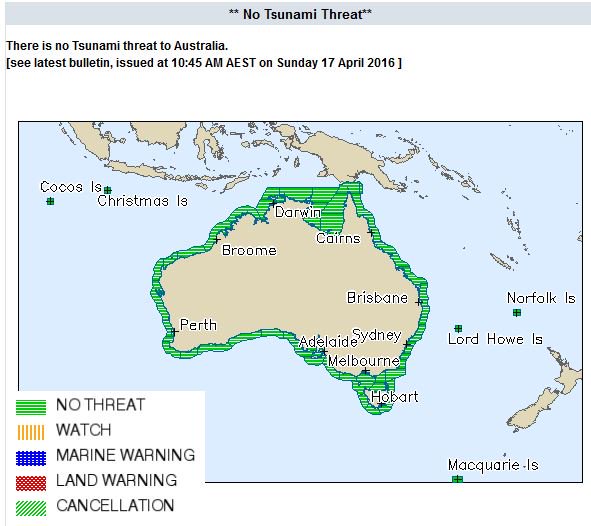 ** No Tsunami Threat**
There is no Tsunami threat to Australia.
[see latest bulletin, issued at 10:45 AM AEST on Sunday 17 April 2016 ]
Cocos Is
Christmas Is
Darwin
Cairns
Broome
Brisbane
Norfolk Is
Perth
Adelaide
Sydney
Lord Howe Is
Melbourne
Hobart
Macquarie Is
NO THREAT
WATCH
MARINE WARNING
LAND WARNING
CANCELLATION